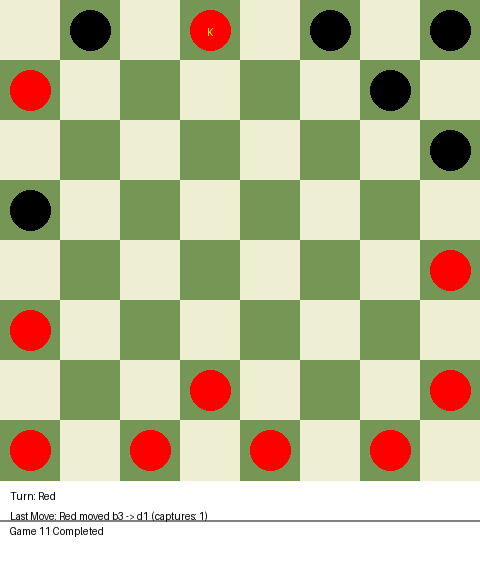 K
Turn: Red
Last Move: Red moved b3 -> d1 (captures: 1)
Game 11 Completed